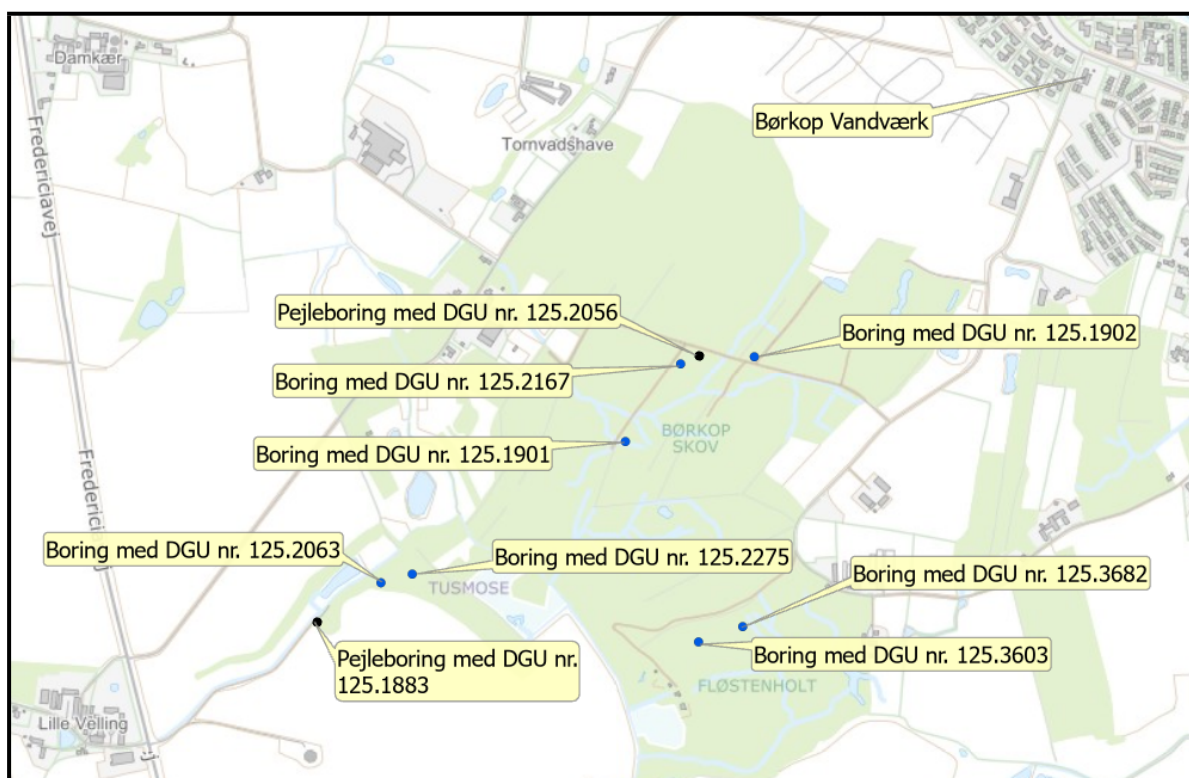 Damkær
Fredericiavej
Børkop Vandværk
Tornvadshave
Pejleboring med DGU nr. 125.2056
Boring med DGU nr. 125.1902
Boring med DGU nr. 125.2167
BØRKOP
SKOV
Boring med DGU nr. 125.1901
Boring med DGU nr. 125.2063
Boring med DGU nr. 125.2275
TUSMOSE
Boring med DGU nr. 125.3682
Pejleboring med DGU nr.
125.1883
Boring med DGU nr. 125.3603
FLØSTENHOLT
Lille Velling